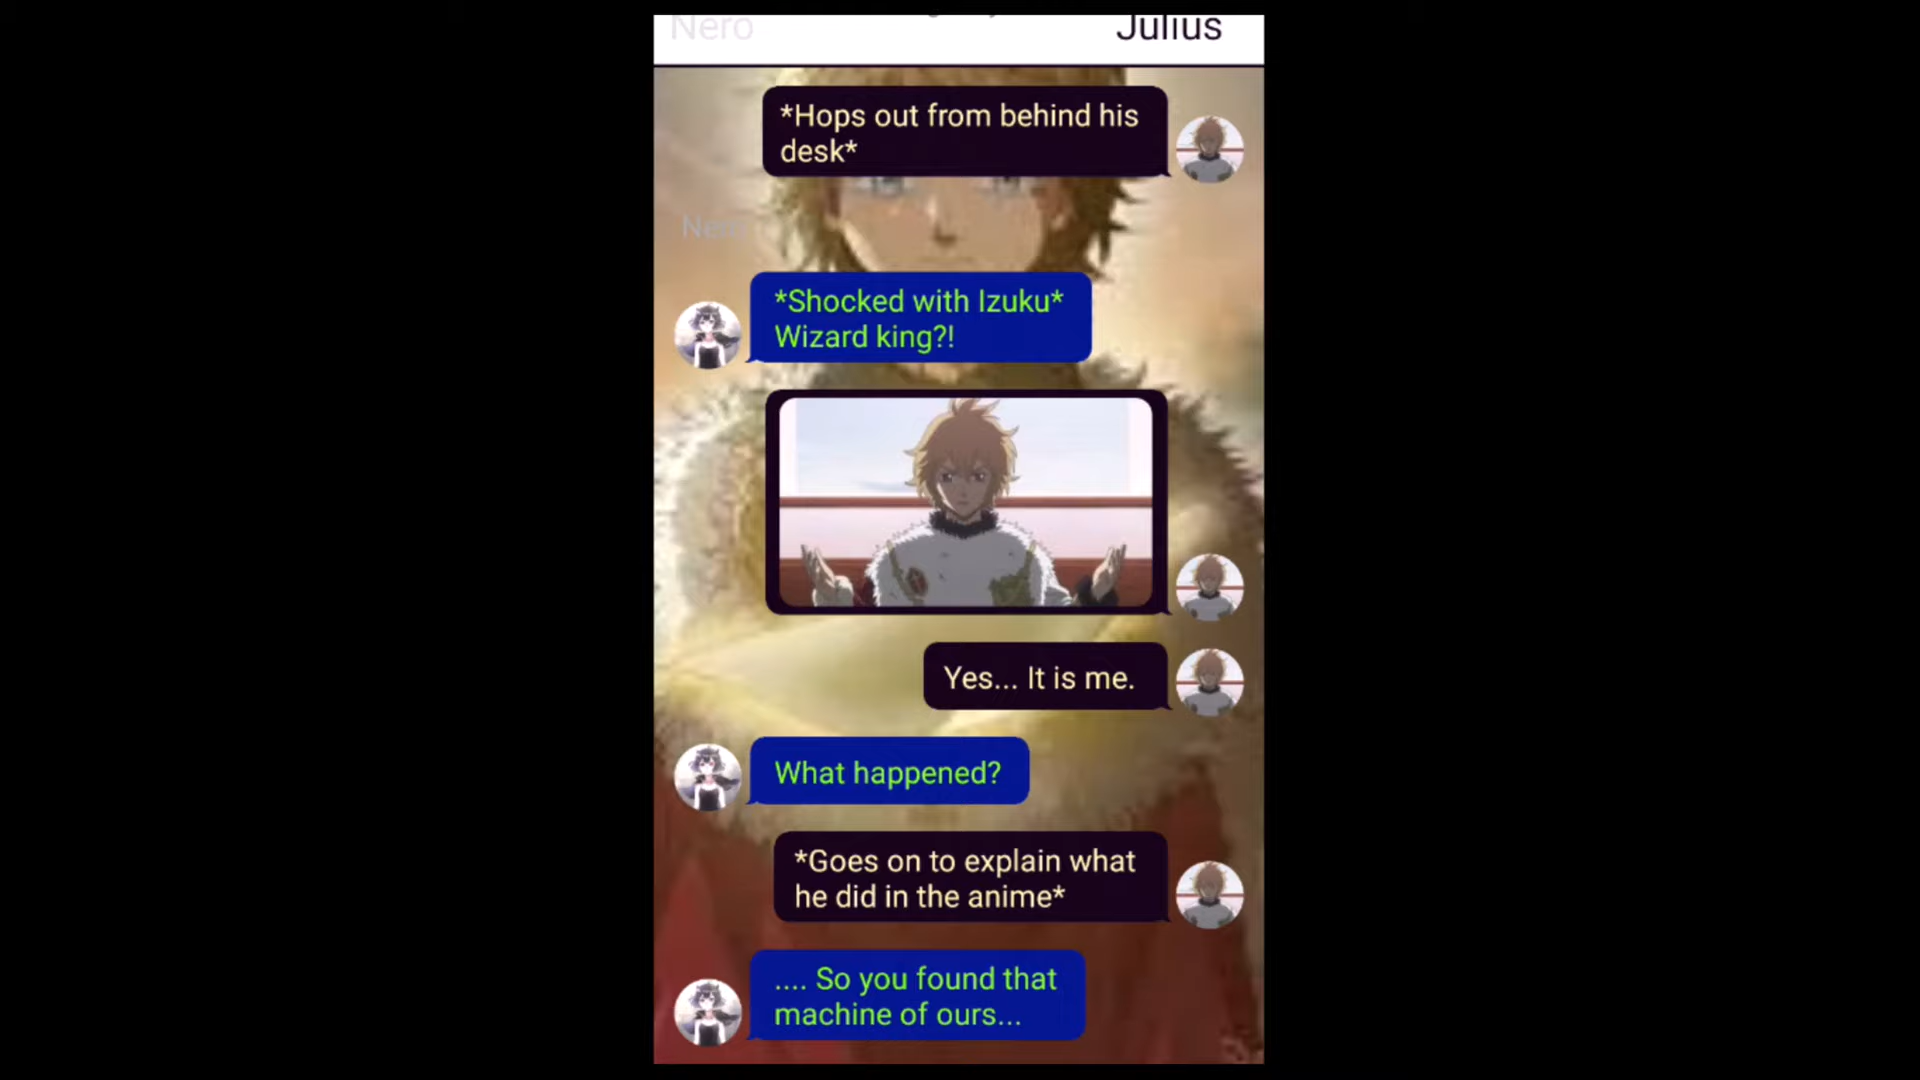 Nero
Julius
*Hops out from behind his
desk*
Nero
*Shocked with Izuku*
Wizard king?!
Yes... It is me.
What happened?
*Goes on to explain what
he did in the anime*
.... So you found that
machine of ours...